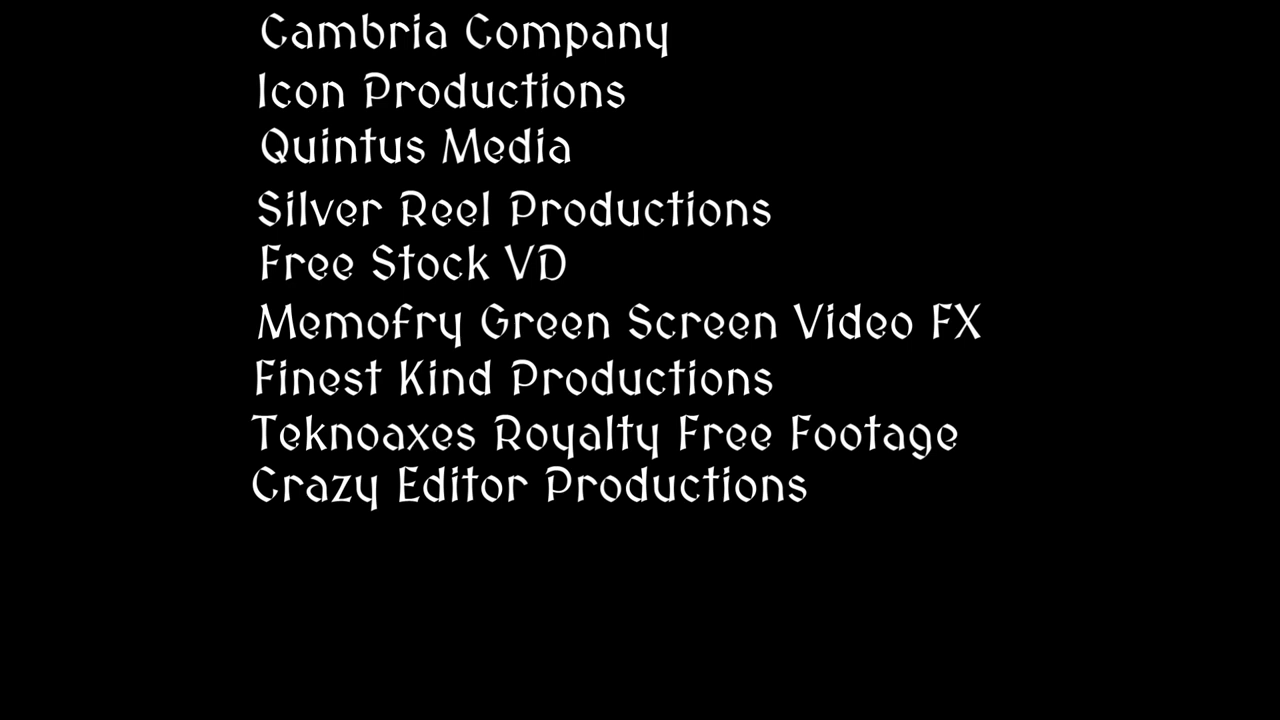 Cambria Company
Icon Productions
Quintus Media
Silver Reel Productions
Free Stock VD
Memofry Green Screen Video FX
Finest Kind Productions
Teknoaxes Royalty Free Footage
Crazy Editor Productions